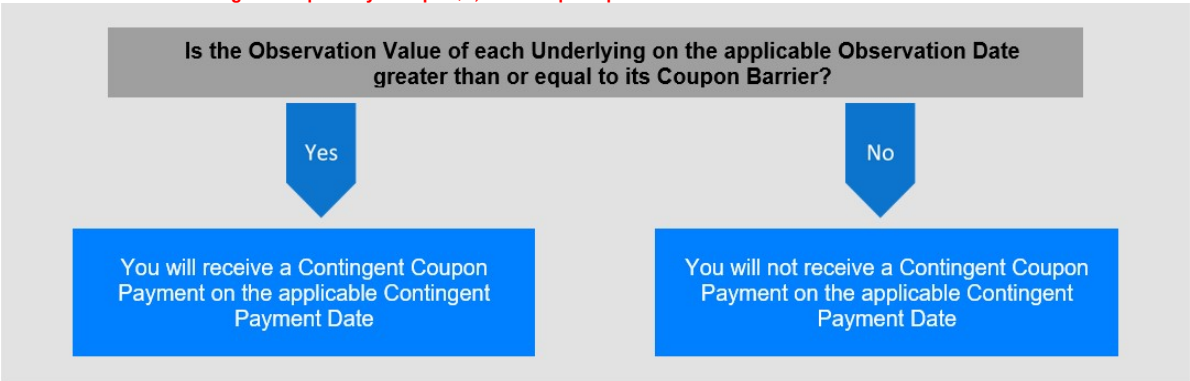 Is the Observation Value of each Underlying on the applicable Observation Date
greater than or equal to its Coupon Barrier?
Yes
No
You will receive a Contingent Coupon
Payment on the applicable Contingent
Payment Date
You will not receive a Contingent Coupon
Payment on the applicable Contingent
Payment Date